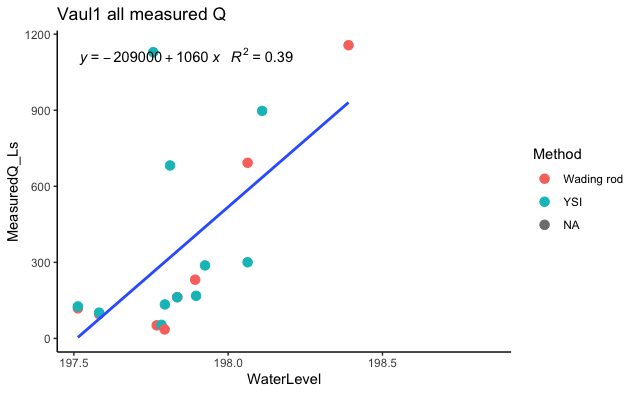 Vaul1 all measured Q
y = − 209000 + 1060 x R² = 0.39
1200
900
600
300
0
MeasuredQ_Ls
197.5 198.0 198.5
WaterLevel
Method
Wading rod
YSI
NA